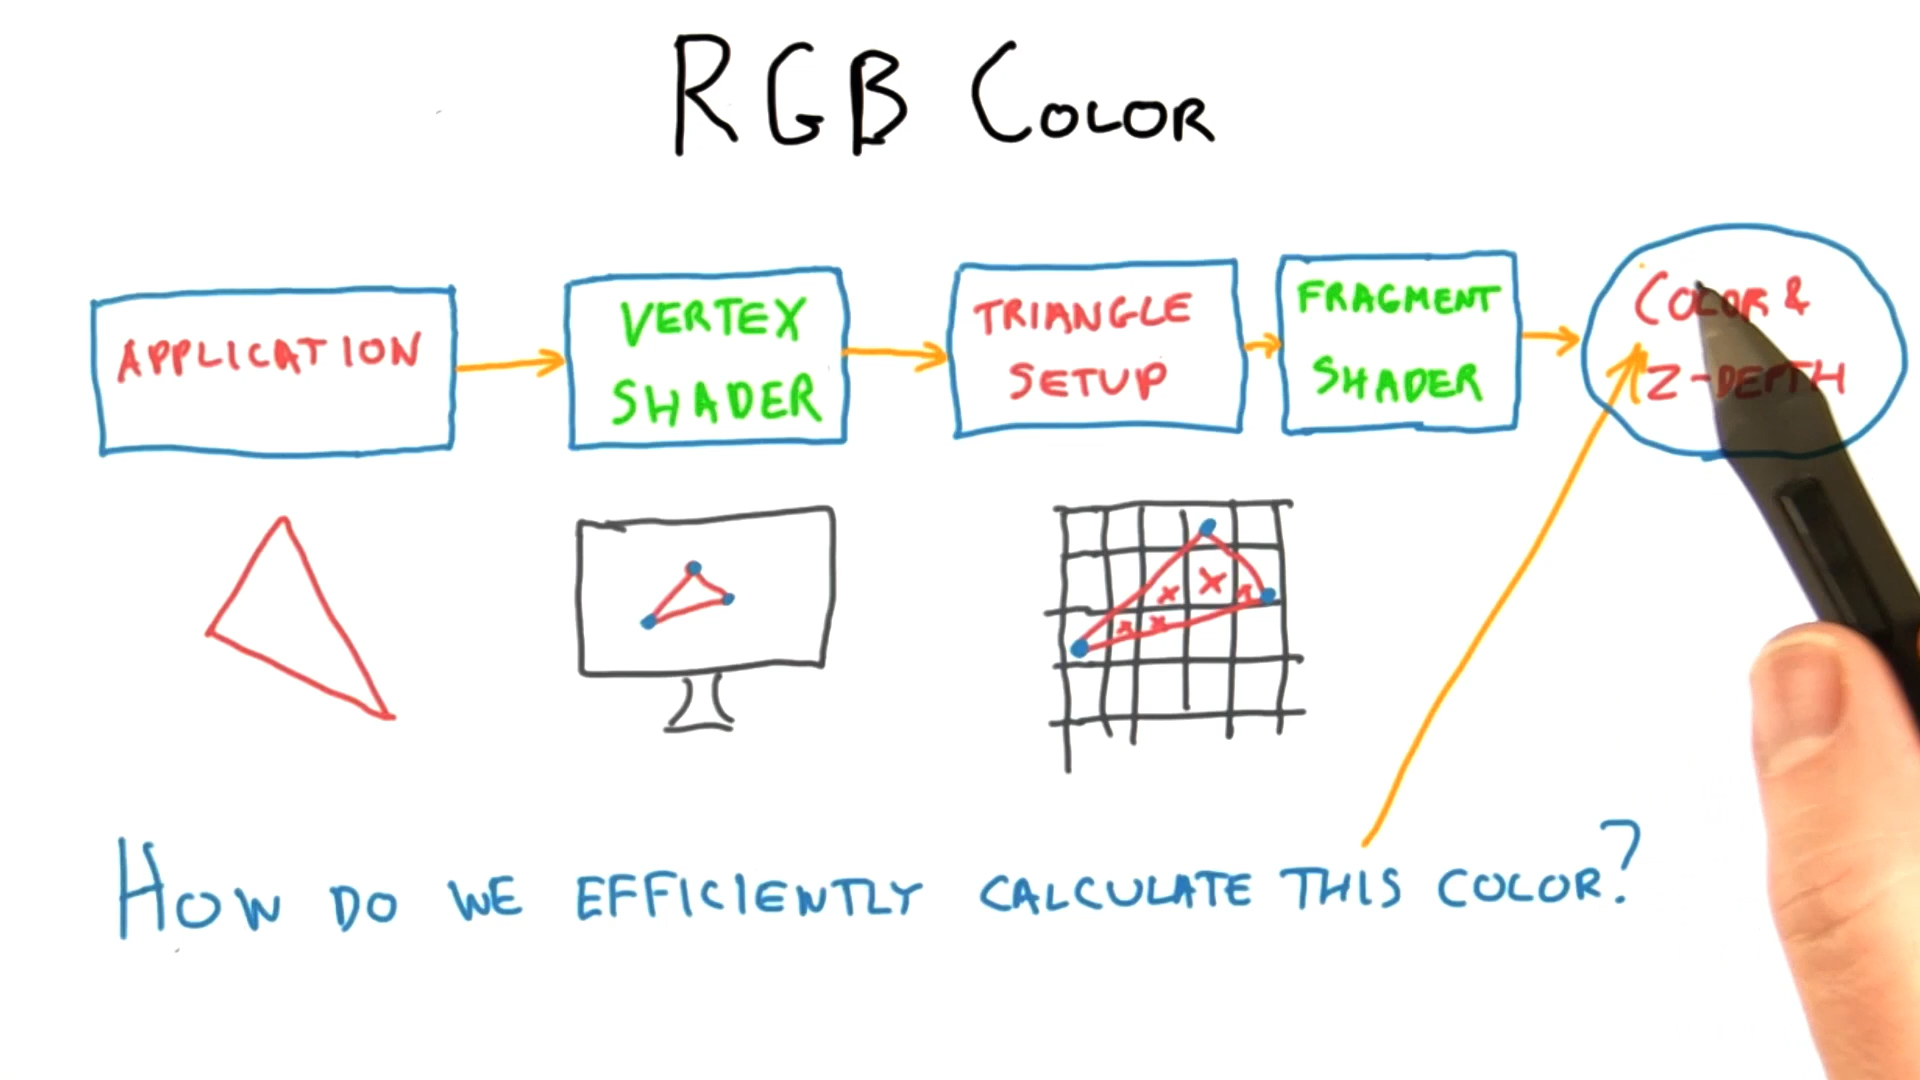 RGB COLOR
APPLICATION
VERTEX
SHADER
TRIANGLE
SETUP
FRAGMENT
SHADER
COLOR &
Z-DEPTH
HOW DO WE EFFICIENTLY CALCULATE THIS COLOR?